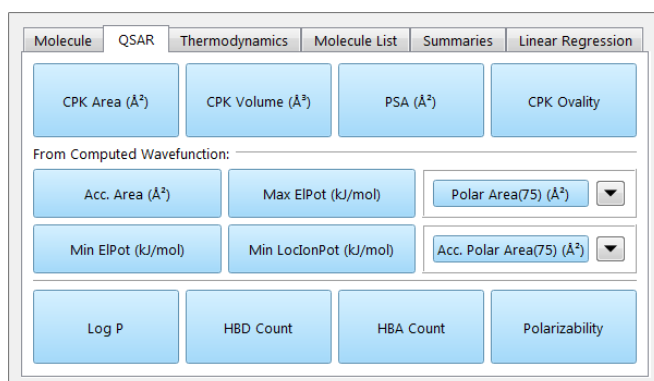 Molecule QSAR Thermodynamics Molecule List Summaries Linear Regression
CPK Area (Å²) CPK Volume (Å³) PSA (Å²) CPK Ovality
From Computed Wavefunction:
Acc. Area (Å²) Max ElPot (kJ/mol) Polar Area(75) (Å²)
Min ElPot (kJ/mol) Min LocIonPot (kJ/mol) Acc. Polar Area(75) (Å²)
Log P HBD Count HBA Count Polarizability